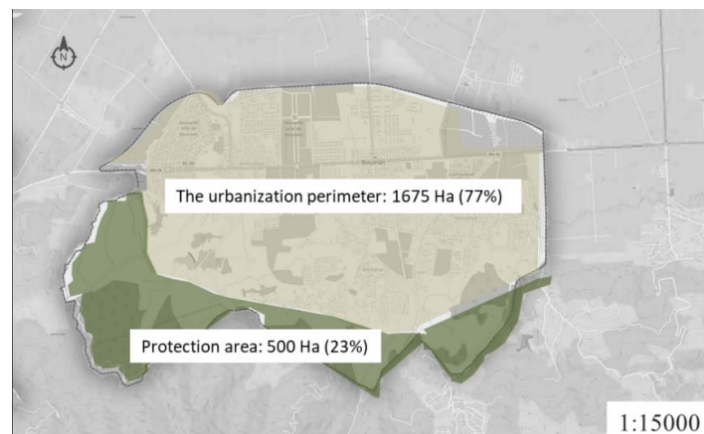 N
The urbanization perimeter: 1675 Ha (77%)
Protection area: 500 Ha (23%)
1:15000